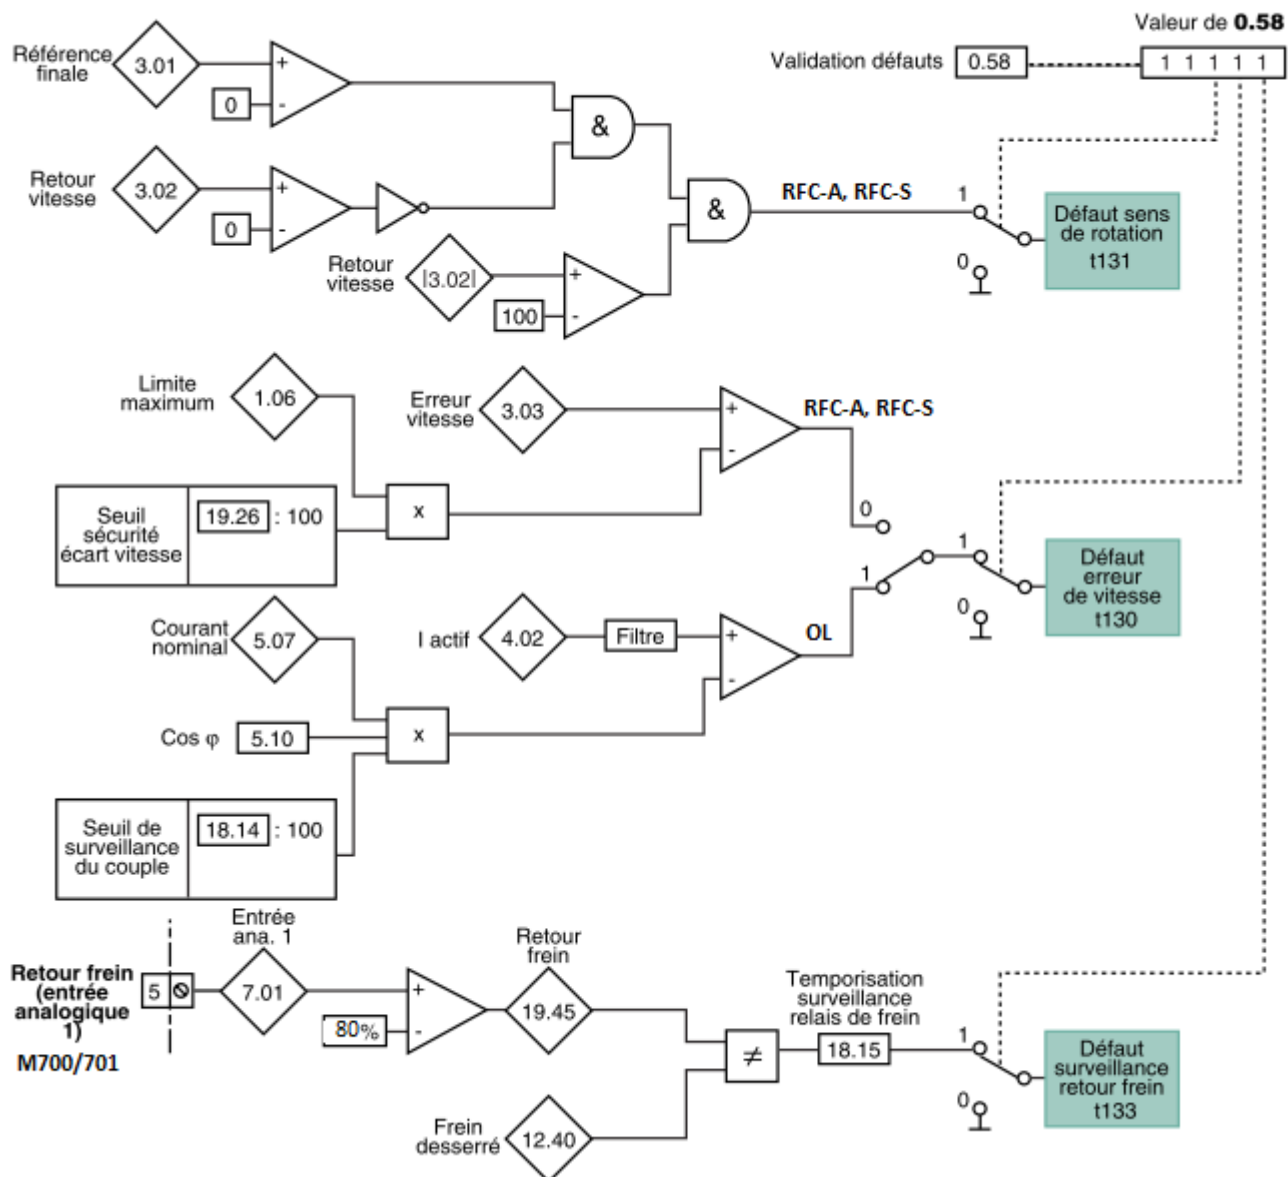 Valeur de 0.58
Validation défauts 0.58 1 1 1 1 1
Référence
finale
3.01
+
0
-
&
Retour
vitesse
3.02
+
0
-
&
RFC-A, RFC-S
1
0
Défaut sens
de rotation
t131
Retour
vitesse
|3.02|
+
100
-
Limite
maximum
1.06
Erreur
vitesse
3.03
+
-
RFC-A, RFC-S
0
Seuil
sécurité
écart vitesse
19.26 : 100
x
1
1
0
Défaut
erreur
de vitesse
t130
Courant
nominal
5.07
I actif
4.02
Filtre
+
-
OL
Cos φ 5.10
x
Seuil de
surveillance
du couple
18.14 : 100
Retour frein
(entrée
analogique
1)
M700/701
5
Entrée
ana. 1
7.01
+
80%
-
Retour
frein
19.45
≠
Temporisation
surveillance
relais de frein
18.15
1
0
Défaut
surveillance
retour frein
t133
Frein
desserré
12.40